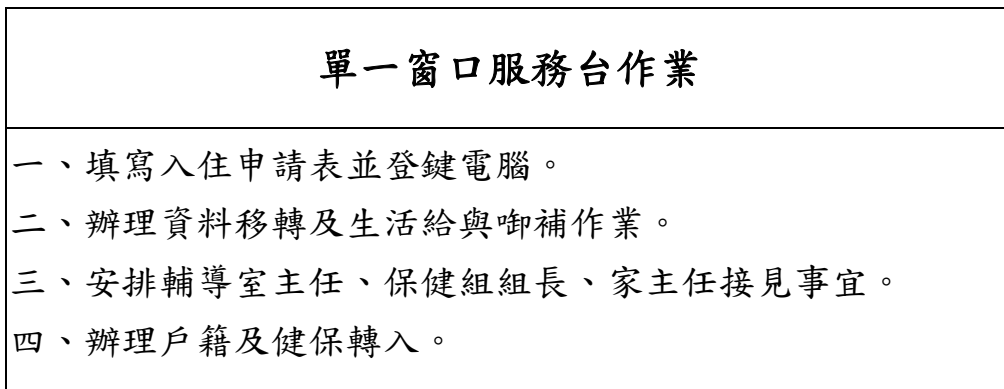 單一窗口服務台作業
一、填寫入住申請表並登鍵電腦。
二、辦理資料移轉及生活給與啣補作業。
三、安排輔導室主任、保健組組長、家主任接見事宜。
四、辦理戶籍及健保轉入。